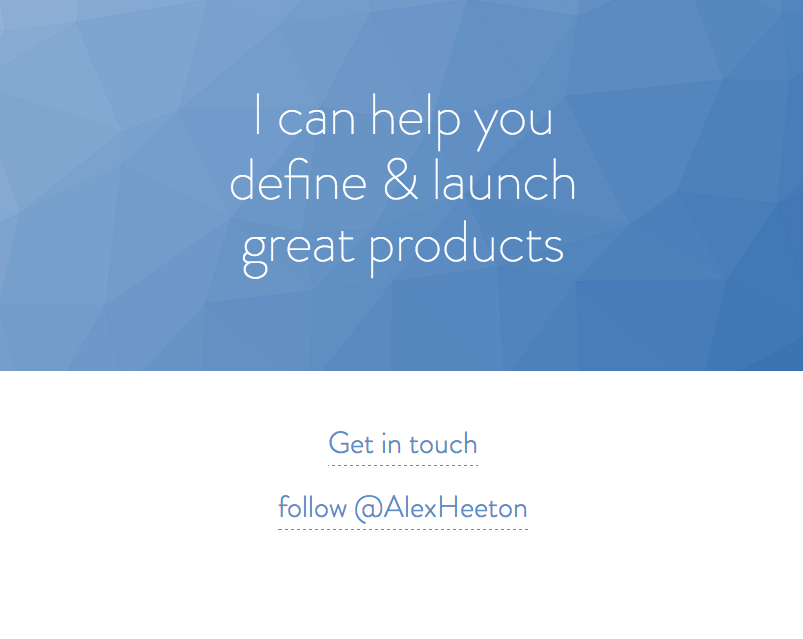 I can help you
define & launch
great products
Get in touch
follow @AlexHeeton